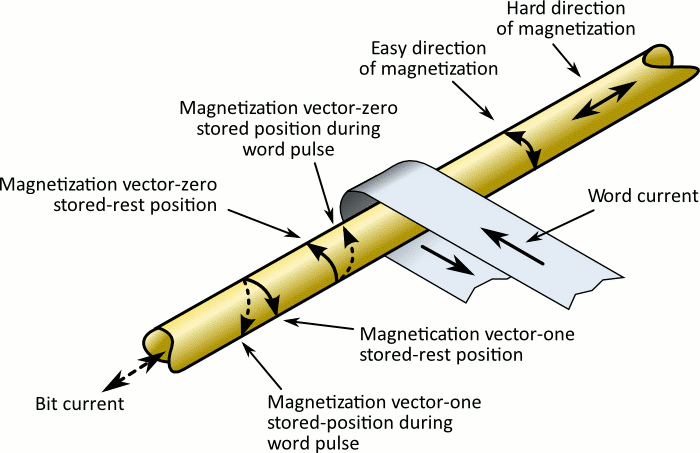 Hard direction
of magnetization
Easy direction
of magnetization
Magnetization vector-zero
stored position during
word pulse
Magnetization vector-zero
stored-rest position
Word current
Magnetication vector-one
stored-rest position
Bit current
Magnetization vector-one
stored-position during
word pulse